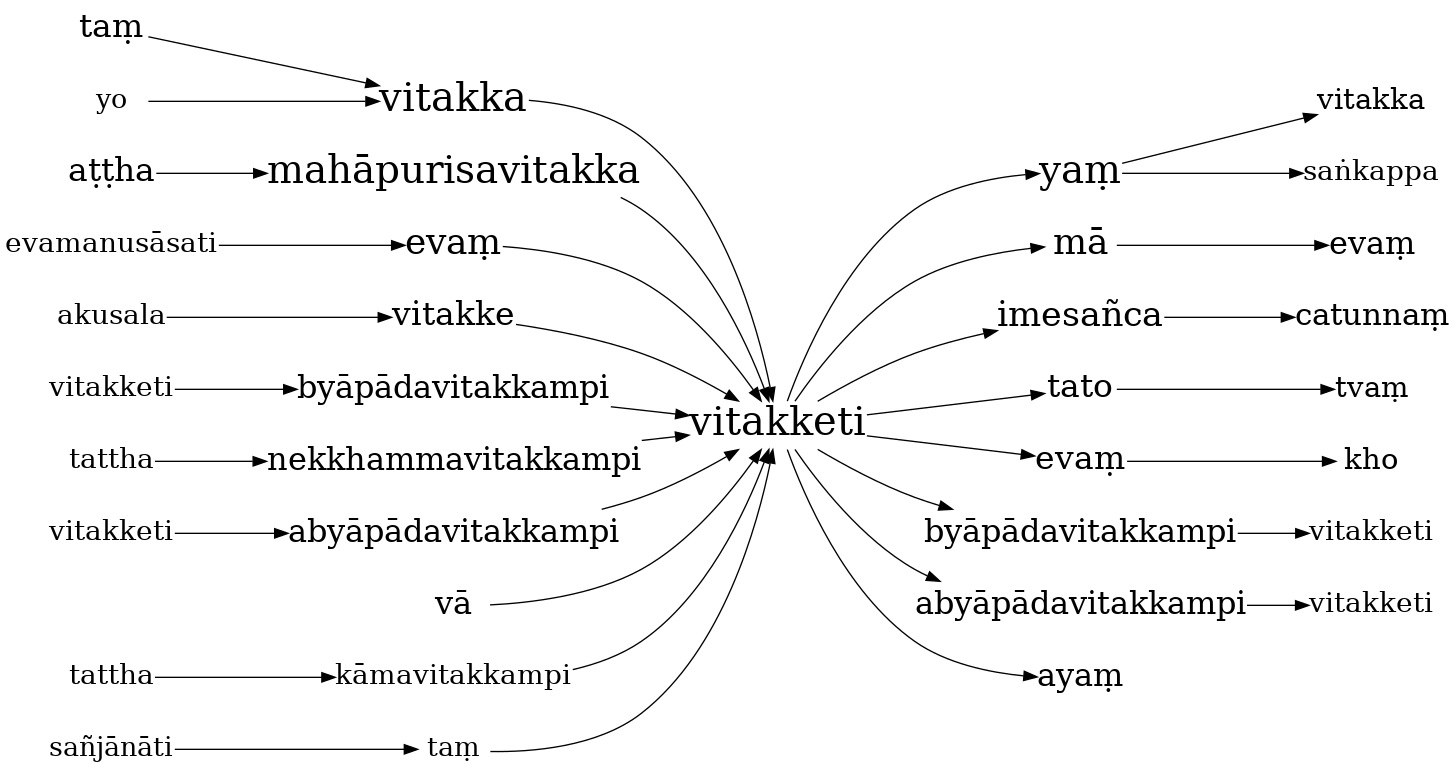 taṃ
yo vitakka vitakka
aṭṭha mahāpurisavitakka yaṃ saṅkappa
evamanusāsati evaṃ mā evaṃ
akusala vitakke imesañca catunnaṃ
vitakketi byāpādavitakkampi tato tvaṃ
vitakketi
tattha nekkhammavitakkampi evaṃ kho
vitakketi abyāpādavitakkampi byāpādavitakkampi vitakketi
vā abyāpādavitakkampi vitakketi
tattha kāmavitakkampi ayaṃ
sañjānāti taṃ